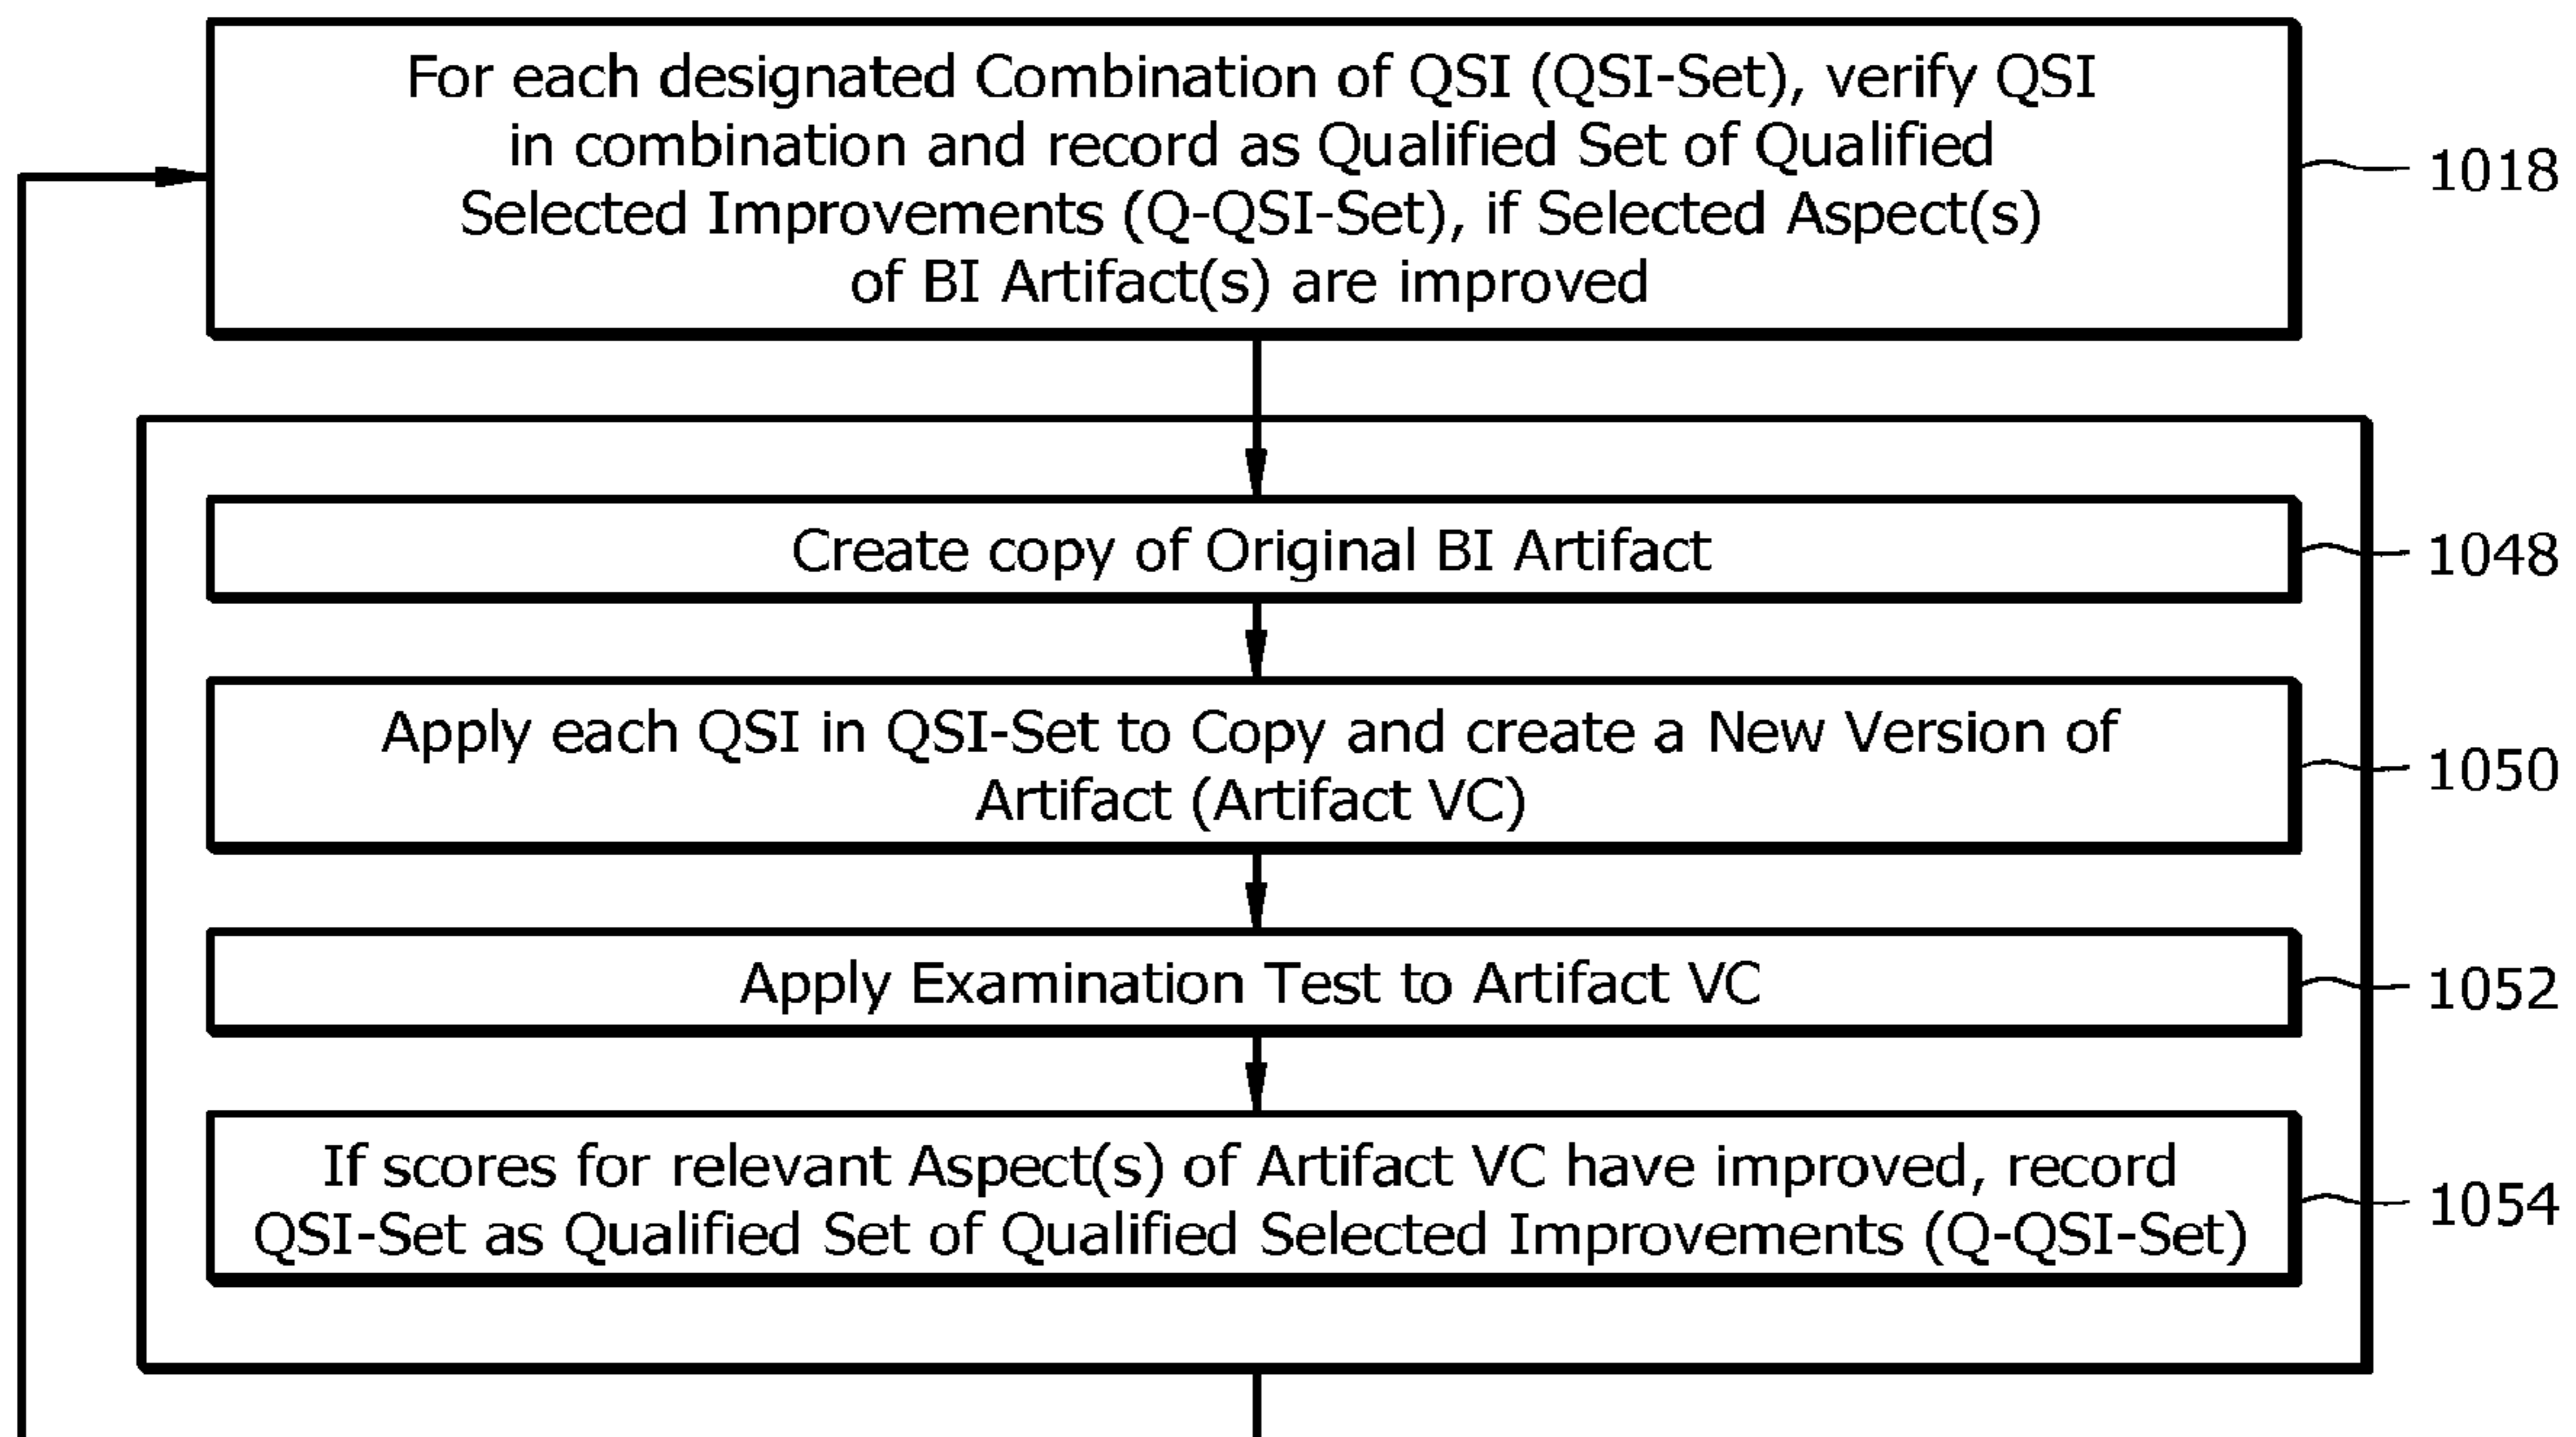 For each designated Combination of QSI (QSI-Set), verify QSI
in combination and record as Qualified Set of Qualified
Selected Improvements (Q-QSI-Set), if Selected Aspect(s)
of BI Artifact(s) are improved
1018
Create copy of Original BI Artifact
1048
Apply each QSI in QSI-Set to Copy and create a New Version of
Artifact (Artifact VC)
1050
Apply Examination Test to Artifact VC
1052
If scores for relevant Aspect(s) of Artifact VC have improved, record
QSI-Set as Qualified Set of Qualified Selected Improvements (Q-QSI-Set)
1054